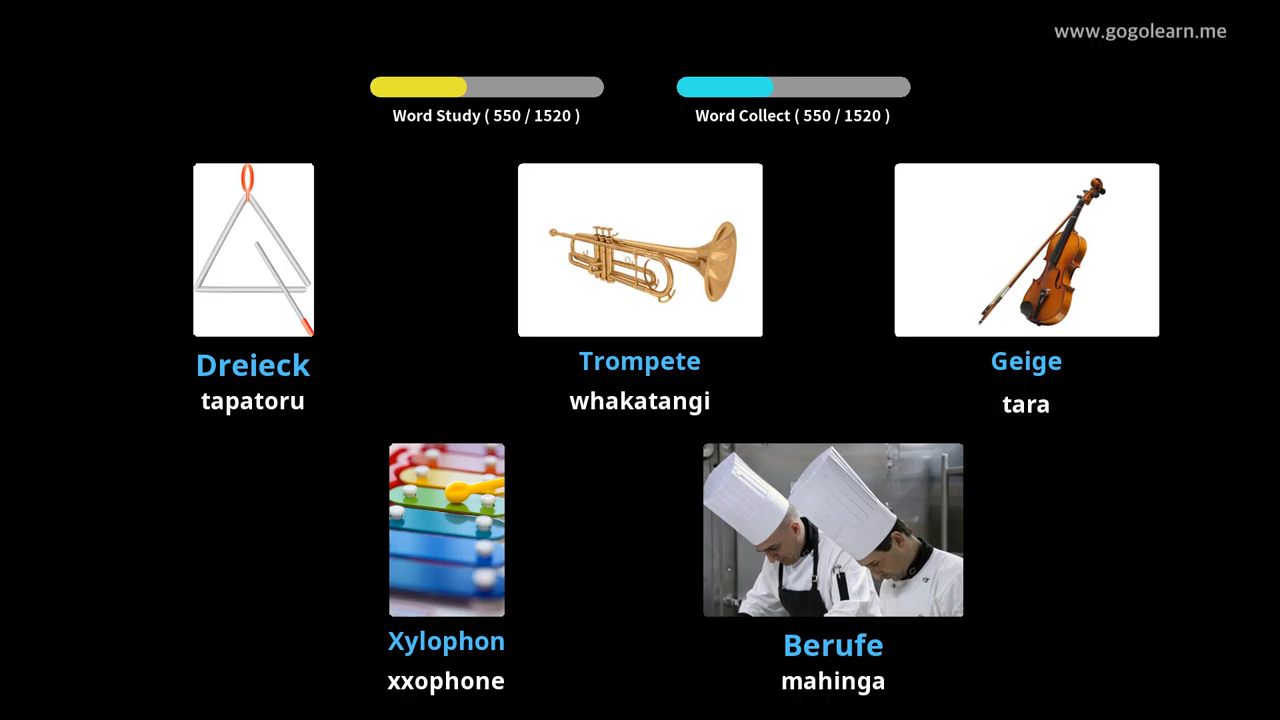 www.gogolearn.me
Word Study ( 550 / 1520 )
Word Collect ( 550 / 1520 )
Dreieck
tapatoru
Trompete
whakatangi
Geige
tara
Xylophon
xxophone
Berufe
mahinga